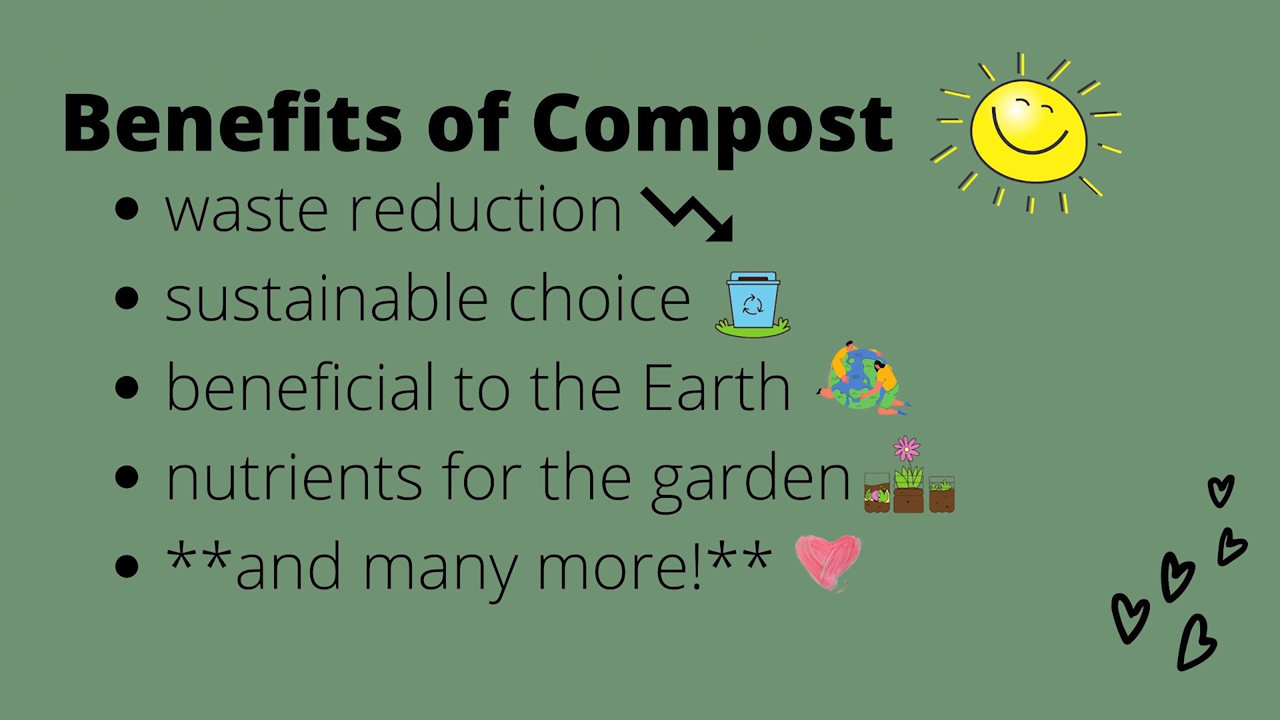 Benefits of Compost
• waste reduction
• sustainable choice
• beneficial to the Earth
• nutrients for the garden
• **and many more!**